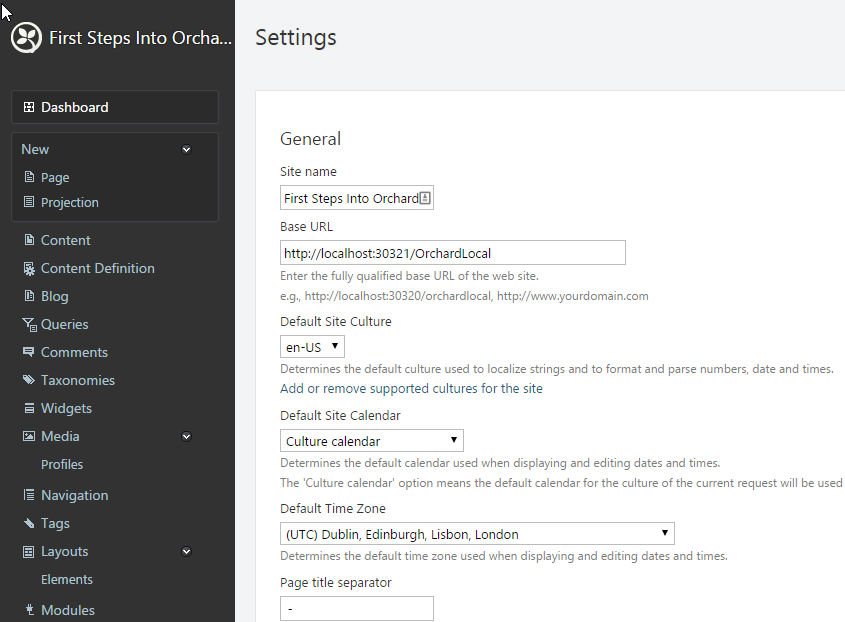 First Steps Into Orcha...
Dashboard
New
Page
Projection
Content
Content Definition
Blog
Queries
Comments
Taxonomies
Widgets
Media
Profiles
Navigation
Tags
Layouts
Elements
Modules
Settings
General
Site name
First Steps Into Orchard
Base URL
http://localhost:30321/OrchardLocal
Enter the fully qualified base URL of the web site.
e.g., http://localhost:30320/orchardlocal, http://www.yourdomain.com
Default Site Culture
en-US
Determines the default culture used to localize strings and to format and parse numbers, date and times.
Add or remove supported cultures for the site
Default Site Calendar
Culture calendar
Determines the default calendar used when displaying and editing dates and times.
The 'Culture calendar' option means the default calendar for the culture of the current request will be used
Default Time Zone
(UTC) Dublin, Edinburgh, Lisbon, London
Determines the default time zone used when displaying and editing dates and times.
Page title separator
-